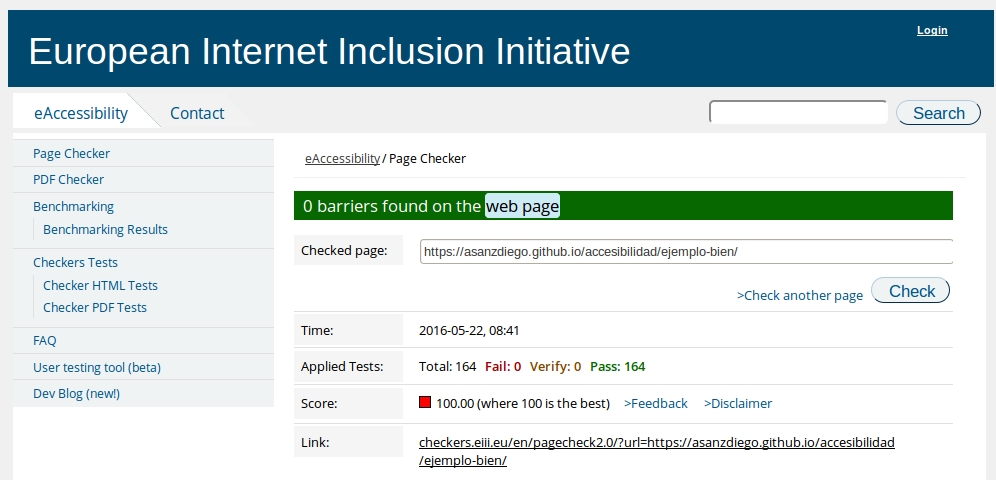 Login
European Internet Inclusion Initiative
eAccessibility
Contact
Search
Page Checker
PDF Checker
Benchmarking
Benchmarking Results
Checkers Tests
Checker HTML Tests
Checker PDF Tests
FAQ
User testing tool (beta)
Dev Blog (new!)
eAccessibility / Page Checker
0 barriers found on the web page
Checked page: https://asanzdiego.github.io/accesibilidad/ejemplo-bien/
>Check another page Check
Time: 2016-05-22, 08:41
Applied Tests: Total: 164 Fail: 0 Verify: 0 Pass: 164
Score: 100.00 (where 100 is the best) >Feedback >Disclaimer
Link: checkers.eiii.eu/en/pagecheck2.0/?url=https://asanzdiego.github.io/accesibilidad
/ejemplo-bien/